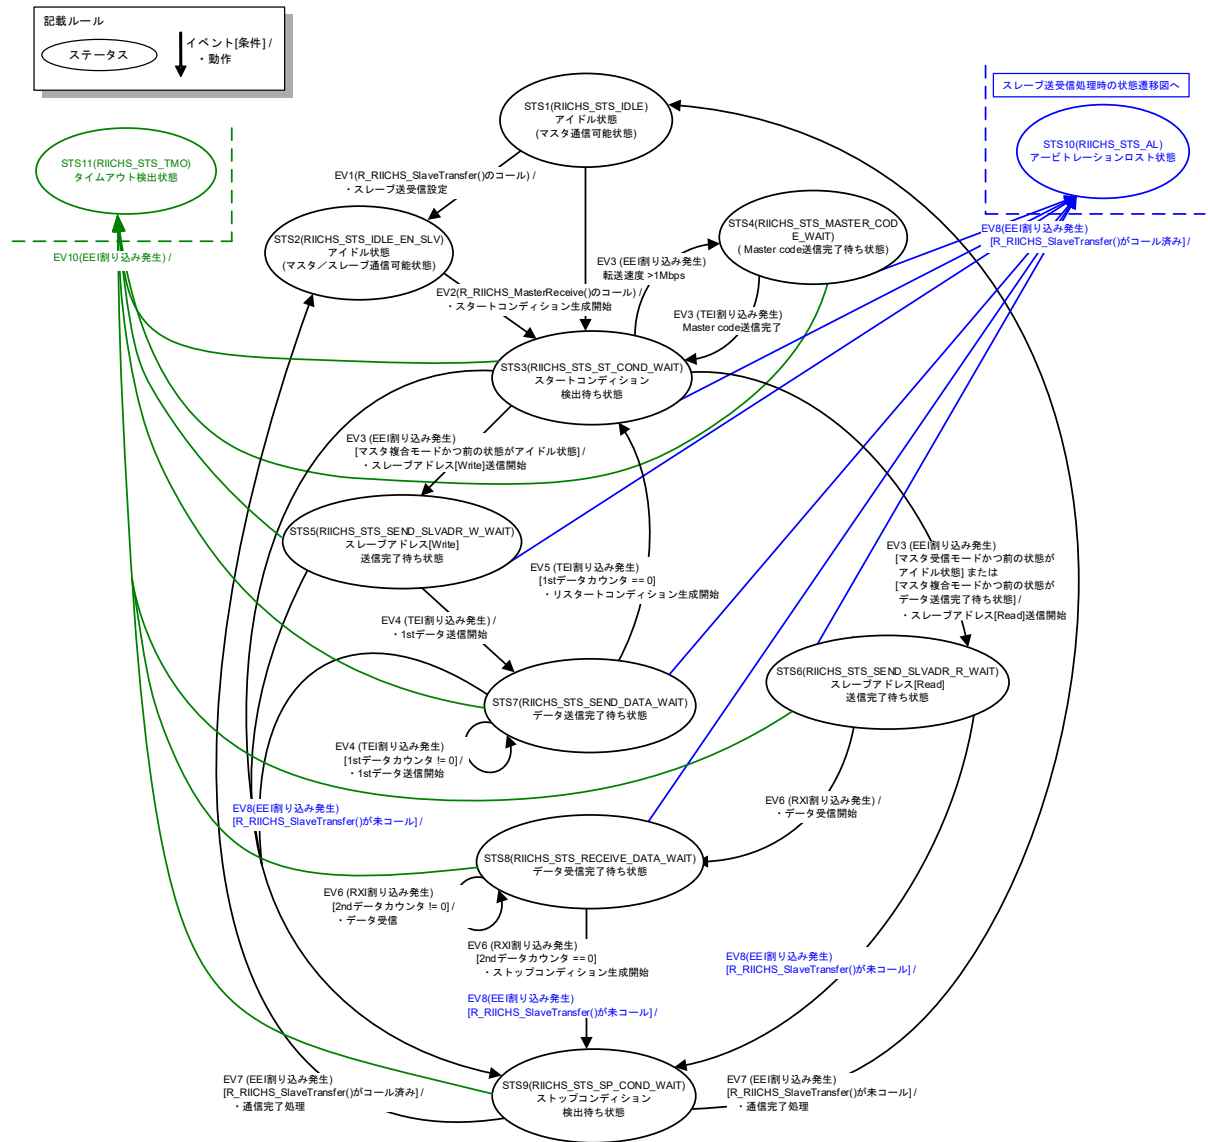 記載ルール
ステータス
イベント[条件] /
・動作
スレーブ送受信処理時の状態遷移図へ
STS1(RIICHS_STS_IDLE)
アイドル状態
(マスタ通信可能状態)
STS10(RIICHS_STS_AL)
アービトレーションロスト状態
STS11(RIICHS_STS_TMO)
タイムアウト検出状態
EV1(R_RIICHS_SlaveTransfer()のコール) /
・スレーブ送受信設定
STS2(RIICHS_STS_IDLE_EN_SLV)
アイドル状態
(マスタ／スレーブ通信可能状態)
STS4(RIICHS_STS_MASTER_COD
E_WAIT)
( Master code送信完了待ち状態)
EV8(EEI割り込み発生)
[R_RIICHS_SlaveTransfer()がコール済み] /
EV10(EEI割り込み発生) /
EV3 (EEI割り込み発生)
転送速度 >1Mbps
EV2(R_RIICHS_MasterReceive()のコール) /
・スタートコンディション生成開始
EV3 (TEI割り込み発生)
Master code送信完了
STS3(RIICHS_STS_ST_COND_WAIT)
スタートコンディション
検出待ち状態
EV3 (EEI割り込み発生)
[マスタ複合モードかつ前の状態がアイドル状態] /
・スレーブアドレス[Write]送信開始
STS5(RIICHS_STS_SEND_SLVADR_W_WAIT)
スレーブアドレス[Write]
送信完了待ち状態
EV3 (EEI割り込み発生)
[マスタ受信モードかつ前の状態が
アイドル状態] または
[マスタ複合モードかつ前の状態が
データ送信完了待ち状態] /
・スレーブアドレス[Read]送信開始
EV5 (TEI割り込み発生)
[1stデータカウンタ == 0]
・リスタートコンディション生成開始
EV4 (TEI割り込み発生) /
・1stデータ送信開始
STS6(RIICHS_STS_SEND_SLVADR_R_WAIT)
スレーブアドレス[Read]
送信完了待ち状態
STS7(RIICHS_STS_SEND_DATA_WAIT)
データ送信完了待ち状態
EV4 (TEI割り込み発生)
[1stデータカウンタ != 0] /
・1stデータ送信開始
EV8(EEI割り込み発生)
[R_RIICHS_SlaveTransfer()が未コール] /
EV6 (RXI割り込み発生) /
・データ受信開始
STS8(RIICHS_STS_RECEIVE_DATA_WAIT)
データ受信完了待ち状態
EV6 (RXI割り込み発生)
[2ndデータカウンタ != 0] /
・データ受信
EV6 (RXI割り込み発生)
[2ndデータカウンタ == 0]
・ストップコンディション生成開始
EV8(EEI割り込み発生)
[R_RIICHS_SlaveTransfer()が未コール] /
EV8(EEI割り込み発生)
[R_RIICHS_SlaveTransfer()が未コール] /
EV7 (EEI割り込み発生)
[R_RIICHS_SlaveTransfer()がコール済み] /
・通信完了処理
STS9(RIICHS_STS_SP_COND_WAIT)
ストップコンディション
検出待ち状態
EV7 (EEI割り込み発生)
[R_RIICHS_SlaveTransfer()が未コール] /
・通信完了処理